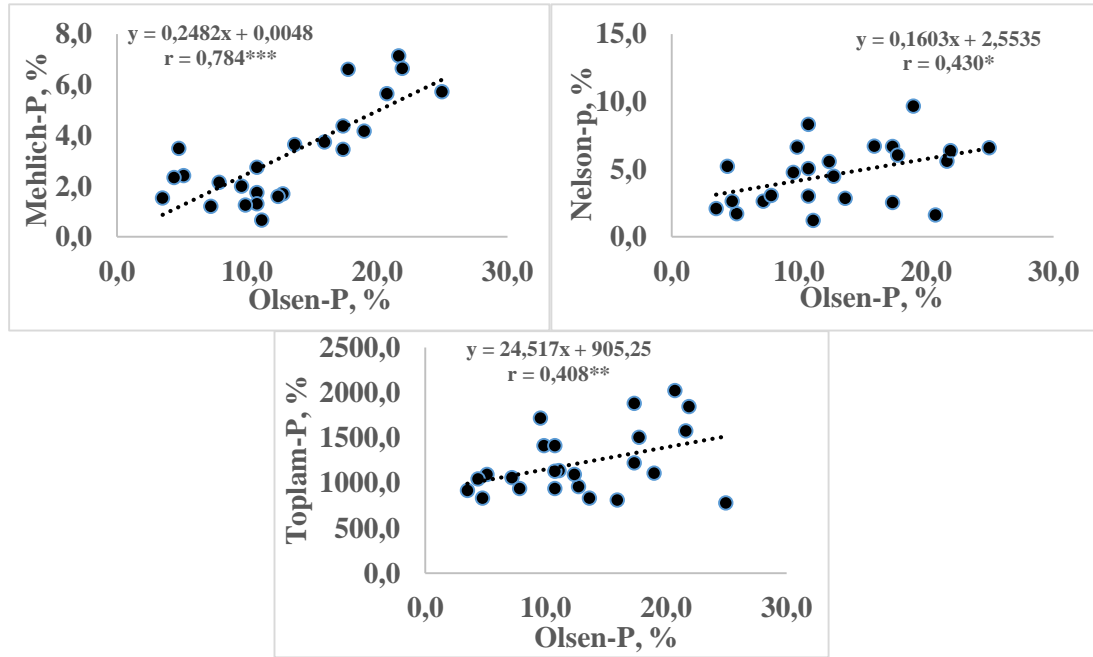 y = 0,2482x + 0,0048
r = 0,784***
8,0
6,0
4,0
2,0
0,0
Mehlich-P, %
0,0 10,0 20,0 30,0
Olsen-P, %
y = 0,1603x + 2,5535
r = 0,430*
15,0
10,0
5,0
0,0
Nelson-p, %
0,0 10,0 20,0 30,0
Olsen-P, %
y = 24,517x + 905,25
r = 0,408**
2500,0
2000,0
1500,0
1000,0
500,0
0,0
Toplam-P, %
0,0 10,0 20,0 30,0
Olsen-P, %